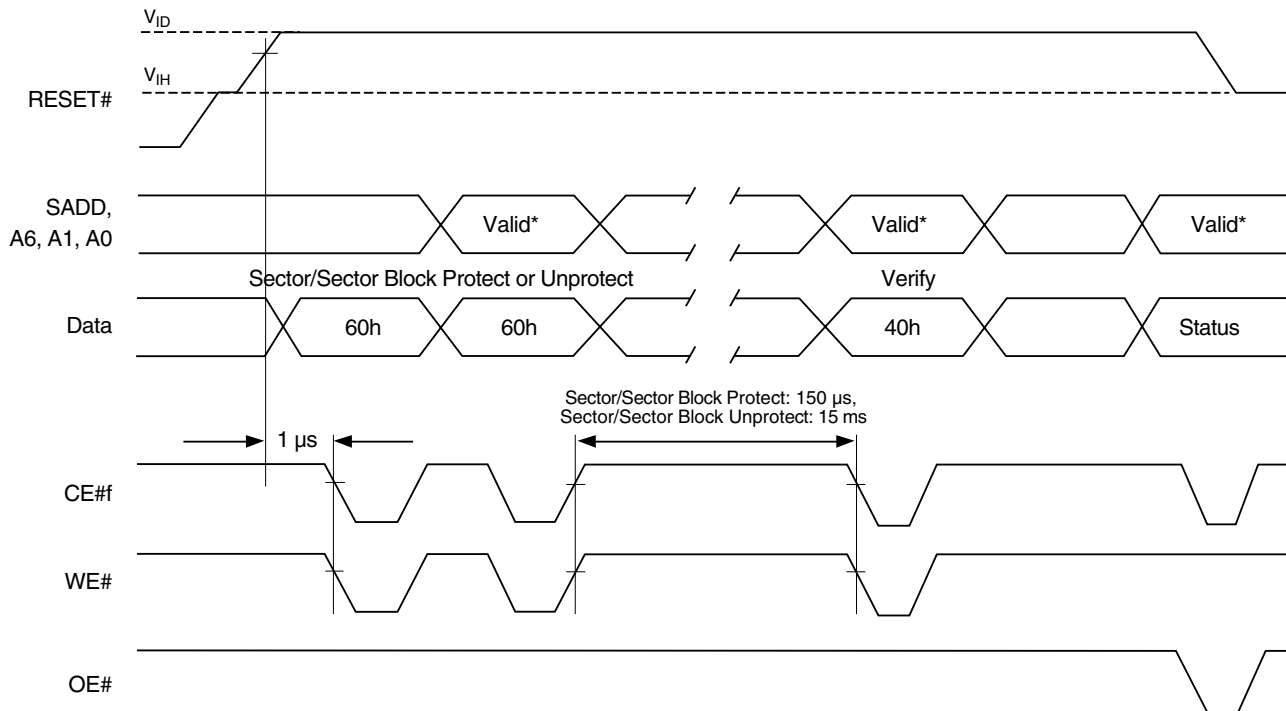 VID
VIH
RESET#
SADD,
A6, A1, A0
Valid*
Valid*
Valid*
Sector/Sector Block Protect or Unprotect
Verify
Data
60h
60h
40h
Status
Sector/Sector Block Protect: 150 µs,
Sector/Sector Block Unprotect: 15 ms
1 µs
CE#f
WE#
OE#